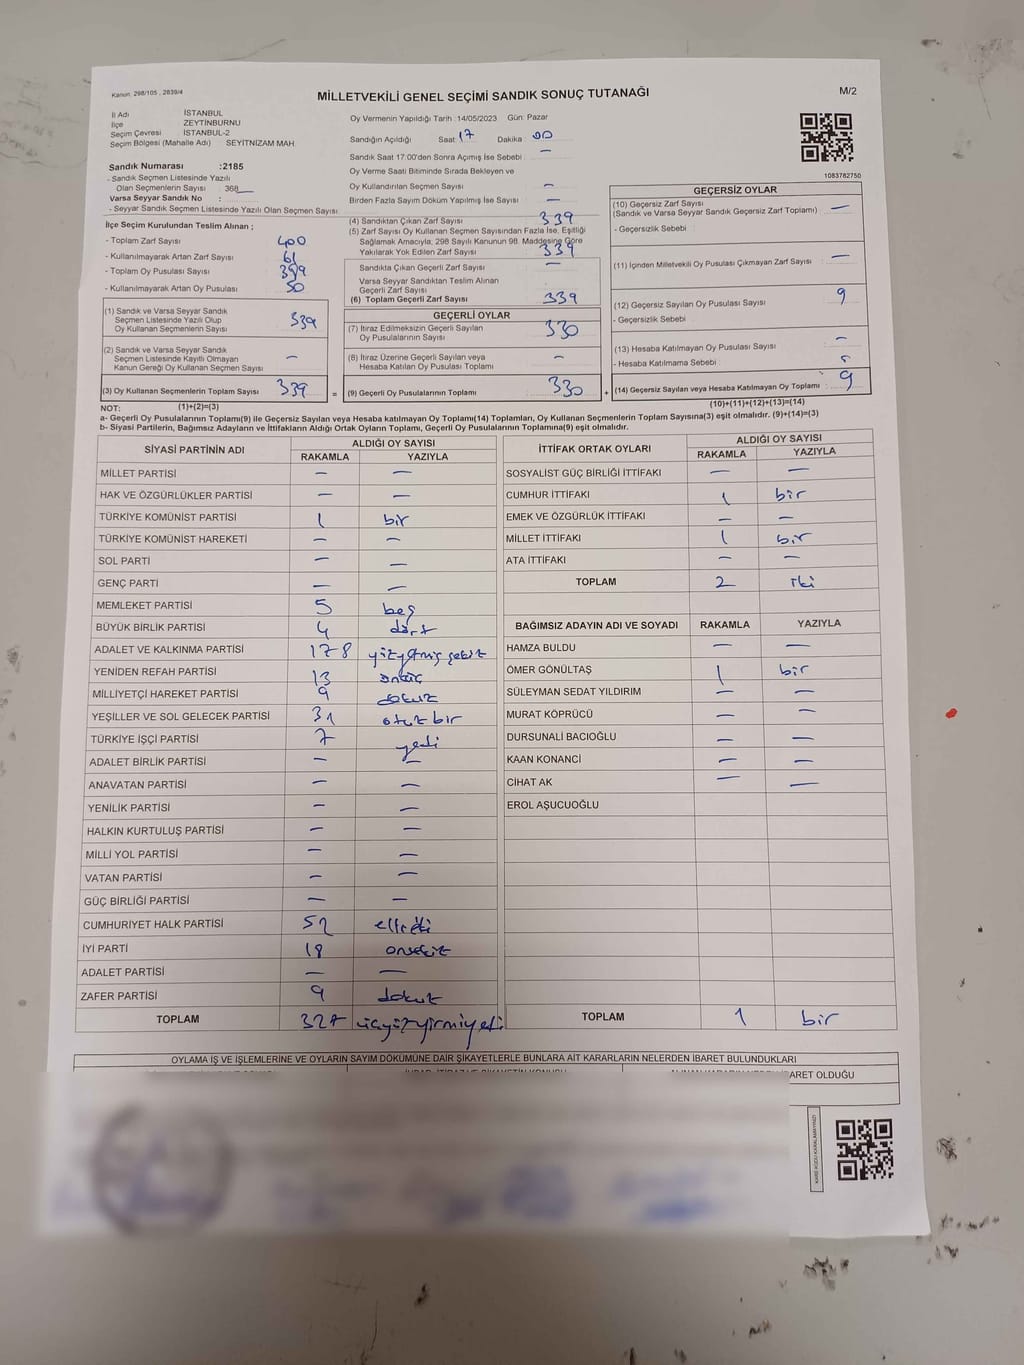 Kanun: 298/105 , 2839/4
MİLLETVEKİLİ GENEL SEÇİMİ SANDIK SONUÇ TUTANAĞI
M/2
İl Adı İSTANBUL
İlçe ZEYTİNBURNU
Seçim Çevresi İSTANBUL-2
Seçim Bölgesi (Mahalle Adı) SEYİTNİZAM MAH.
Sandık Numarası :2185
- Sandık Seçmen Listesinde Yazılı
Olan Seçmenlerin Sayısı : 368
Varsa Seyyar Sandık No :
- Seyyar Sandık Seçmen Listesinde Yazılı Olan Seçmen Sayısı
Oy Vermenin Yapıldığı Tarih :14/05/2023 Gün: Pazar
Sandığın Açıldığı Saat: 17 Dakika : 00
Sandık Saat 17:00'den Sonra Açımış İse Sebebi : —
Oy Verme Saati Bitiminde Sırada Bekleyen ve
Oy Kullandırılan Seçmen Sayısı —
Birden Fazla Sayım Döküm Yapılmış İse Sayısı —
1083782750
İlçe Seçim Kurulundan Teslim Alınan ;
- Toplam Zarf Sayısı 400
- Kullanılmayarak Artan Zarf Sayısı 61
- Toplam Oy Pusulası Sayısı
- Kullanılmayarak Artan Oy Pusulası 50
(1) Sandık ve Varsa Seyyar Sandık
Seçmen Listesinde Yazılı Olup
Oy Kullanan Seçmenlerin Sayısı 339
(2) Sandık ve Varsa Seyyar Sandık
Seçmen Listesinde Kayıtlı Olmayan
Kanun Gereği Oy Kullanan Seçmen Sayısı —
(3) Oy Kullanan Seçmenlerin Toplam Sayısı 339 =
(1)+(2)=(3)
(4) Sandıktan Çıkan Zarf Sayısı 339
(5) Zarf Sayısı Oy Kullanan Seçmen Sayısından Fazla İse, Eşitliği
Sağlamak Amacıyla; 298 Sayılı Kanunun 98. Maddesine Göre
Yakılarak Yok Edilen Zarf Sayısı
Sandıkta Çıkan Geçerli Zarf Sayısı 339
Varsa Seyyar Sandıktan Teslim Alınan
Geçerli Zarf Sayısı —
(6) Toplam Geçerli Zarf Sayısı 339
GEÇERLİ OYLAR
(7) İtiraz Edilmeksizin Geçerli Sayılan
Oy Pusulalarının Sayısı 330
(8) İtiraz Üzerine Geçerli Sayılan veya
Hesaba Katılan Oy Pusulası Toplamı —
(9) Geçerli Oy Pusulalarının Toplamı 330 +
GEÇERSİZ OYLAR
(10) Geçersiz Zarf Sayısı —
(Sandık ve Varsa Seyyar Sandık Geçersiz Zarf Toplamı)
- Geçersizlik Sebebi :
(11) İçinden Milletvekili Oy Pusulası Çıkmayan Zarf Sayısı —
(12) Geçersiz Sayılan Oy Pusulası Sayısı 9
- Geçersizlik Sebebi :
(13) Hesaba Katılmayan Oy Pusulası Sayısı —
- Hesaba Katılmama Sebebi :
(14) Geçersiz Sayılan veya Hesaba Katılmayan Oy Toplamı : 9
(10)+(11)+(12)+(13)=(14)
NOT:
a- Geçerli Oy Pusulalarının Toplamı(9) ile Geçersiz Sayılan veya Hesaba katılmayan Oy Toplamı(14) Toplamları, Oy Kullanan Seçmenlerin Toplam Sayısına(3) eşit olmalıdır. (9)+(14)=(3)
b- Siyasi Partilerin, Bağımsız Adayların ve İttifakların Aldığı Ortak Oyların Toplamı, Geçerli Oy Pusulalarının Toplamına(9) eşit olmalıdır.
SİYASİ PARTİNİN ADI ALDIĞI OY SAYISI
RAKAMLA YAZIYLA
MİLLET PARTİSİ — —
HAK VE ÖZGÜRLÜKLER PARTİSİ — —
TÜRKİYE KOMÜNİST PARTİSİ 1 bir
TÜRKİYE KOMÜNİST HAREKETİ — —
SOL PARTİ — —
GENÇ PARTİ — —
MEMLEKET PARTİSİ 5 beş
BÜYÜK BİRLİK PARTİSİ 4 dört
ADALET VE KALKINMA PARTİSİ 178 yüzyetmiş sekiz
YENİDEN REFAH PARTİSİ 13 onüç
MİLLİYETÇİ HAREKET PARTİSİ 9 dokuz
YEŞİLLER VE SOL GELECEK PARTİSİ 31 otuz bir
TÜRKİYE İŞÇİ PARTİSİ 7 yedi
ADALET BİRLİK PARTİSİ — —
ANAVATAN PARTİSİ — —
YENİLİK PARTİSİ — —
HALKIN KURTULUŞ PARTİSİ — —
MİLLİ YOL PARTİSİ — —
VATAN PARTİSİ — —
GÜÇ BİRLİĞİ PARTİSİ — —
CUMHURİYET HALK PARTİSİ 52 elliiki
İYİ PARTİ 18 onsekiz
ADALET PARTİSİ — —
ZAFER PARTİSİ 9 dokuz
TOPLAM 327 üçyüzyirmiyedi
İTTİFAK ORTAK OYLARI ALDIĞI OY SAYISI
RAKAMLA YAZIYLA
SOSYALİST GÜÇ BİRLİĞİ İTTİFAKI — —
CUMHUR İTTİFAKI 1 bir
EMEK VE ÖZGÜRLÜK İTTİFAKI — —
MİLLET İTTİFAKI 1 bir
ATA İTTİFAKI — —
TOPLAM 2 iki
BAĞIMSIZ ADAYIN ADI VE SOYADI RAKAMLA YAZIYLA
HAMZA BULDU — —
ÖMER GÖNÜLTAŞ 1 bir
SÜLEYMAN SEDAT YILDIRIM — —
MURAT KÖPRÜCÜ — —
DURSUNALİ BACIOĞLU — —
KAAN KONANCİ — —
CİHAT AK — —
EROL AŞUCUOĞLU
TOPLAM 1 bir
OYLAMA İŞ VE İŞLEMLERİNE VE OYLARIN SAYIM DÖKÜMÜNE DAİR ŞİKAYETLERLE BUNLARA AİT KARARLARIN NELERDEN İBARET BULUNDUKLARI
ARET OLDUĞU